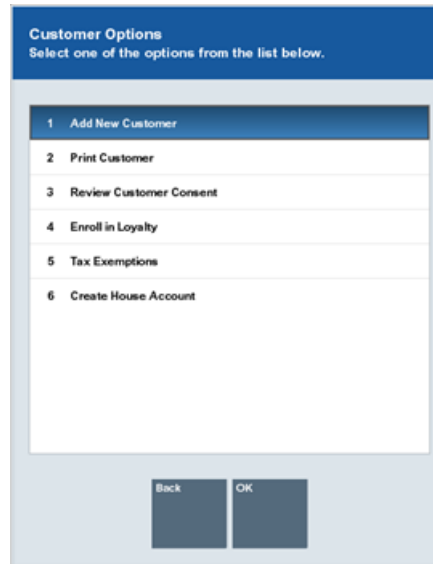 Customer Options
Select one of the options from the list below.
1 Add New Customer
2 Print Customer
3 Review Customer Consent
4 Enroll in Loyalty
5 Tax Exemptions
6 Create House Account
Back OK